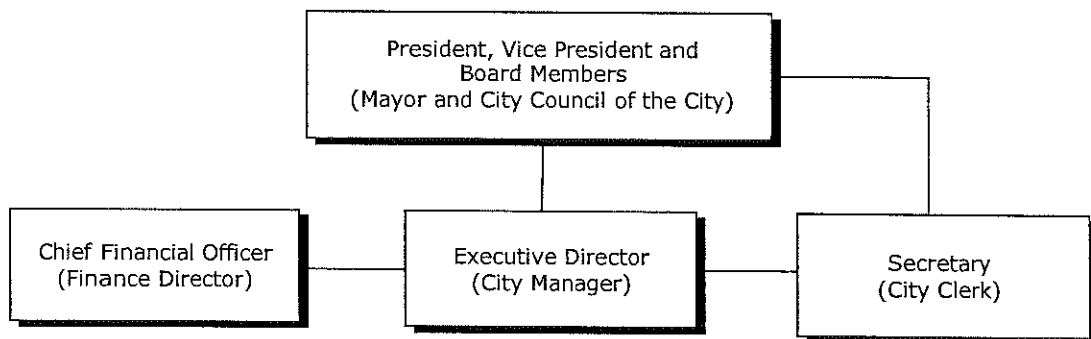 President, Vice President and
Board Members
(Mayor and City Council of the City)
Chief Financial Officer
(Finance Director)
Executive Director
(City Manager)
Secretary
(City Clerk)